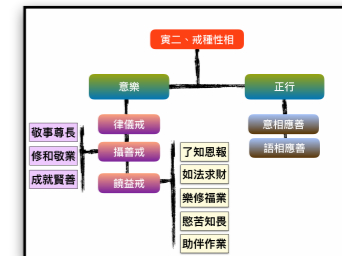 寅二、戒種性相
意樂
正行
律儀戒
攝善戒
饒益戒
意相應善
語相應善
敬事尊長
修和敬業
成就賢善
了知恩報
如法求財
樂修福業
愍苦知畏
助伴作業